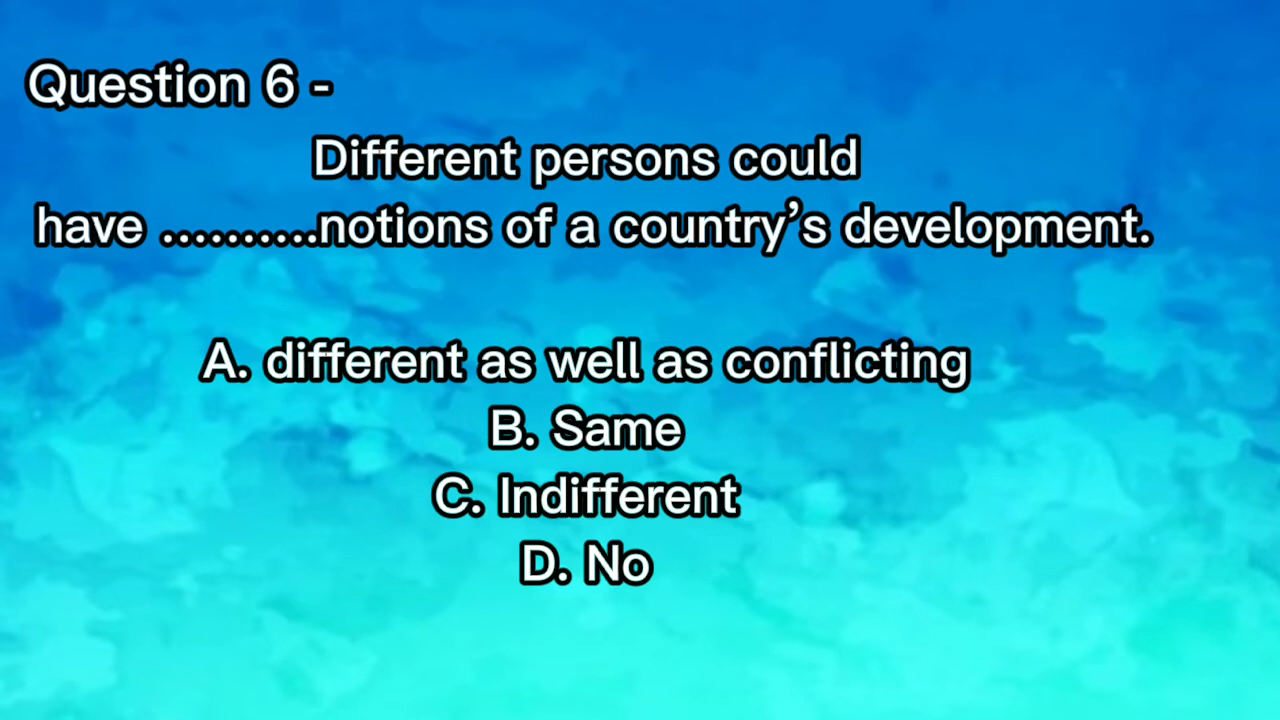 Question 6 -
Different persons could
have ..........notions of a country’s development.
A. different as well as conflicting
B. Same
C. Indifferent
D. No